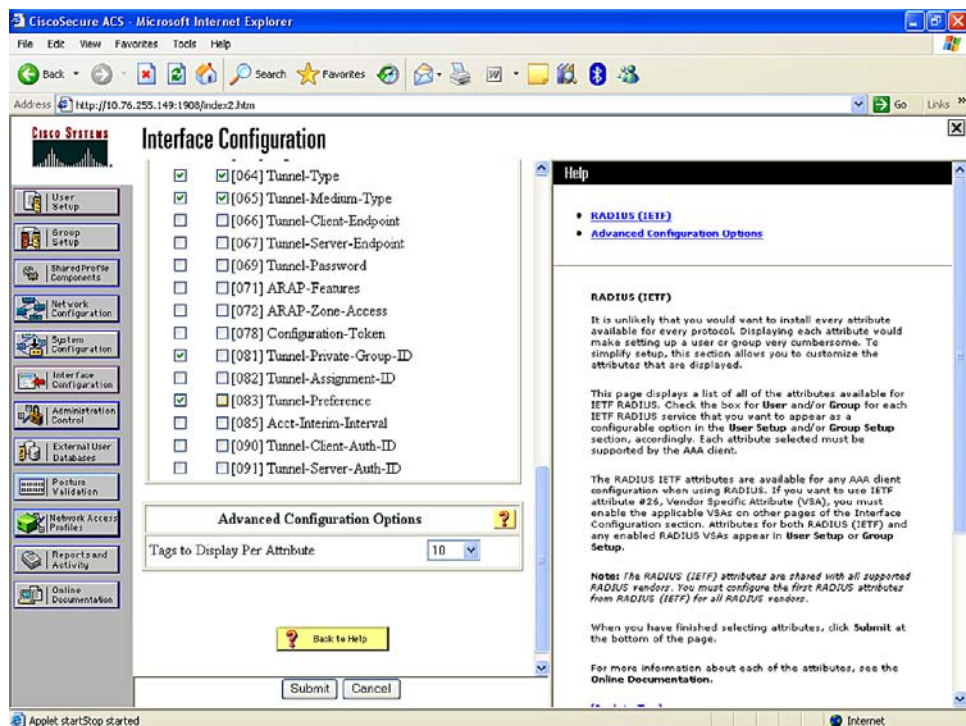 CiscoSecure ACS - Microsoft Internet Explorer
File Edit View Favorites Tools Help
Back Search Favorites
Address http://10.76.255.149:1908/index2.htm Go Links »
CISCO SYSTEMS
Interface Configuration
User
Setup
Group
Setup
Shared Profile
Components
Network
Configuration
System
Configuration
Interface
Configuration
Administration
Control
External User
Databases
Posture
Validation
Network Access
Profiles
Reports and
Activity
Online
Documentation
[064] Tunnel-Type
[065] Tunnel-Medium-Type
[066] Tunnel-Client-Endpoint
[067] Tunnel-Server-Endpoint
[069] Tunnel-Password
[071] ARAP-Features
[072] ARAP-Zone-Access
[078] Configuration-Token
[081] Tunnel-Private-Group-ID
[082] Tunnel-Assignment-ID
[083] Tunnel-Preference
[085] Acct-Interim-Interval
[090] Tunnel-Client-Auth-ID
[091] Tunnel-Server-Auth-ID
Advanced Configuration Options ?
Tags to Display Per Attribute 10
? Back to Help
Submit Cancel
Help
• RADIUS (IETF)
• Advanced Configuration Options
RADIUS (IETF)
It is unlikely that you would want to install every attribute
available for every protocol. Displaying each attribute would
make setting up a user or group very cumbersome. To
simplify setup, this section allows you to customize the
attributes that are displayed.
This page displays a list of all of the attributes available for
IETF RADIUS. Check the box for User and/or Group for each
IETF RADIUS service that you want to appear as a
configurable option in the User Setup and/or Group Setup
section, accordingly. Each attribute selected must be
supported by the AAA client.
The RADIUS IETF attributes are available for any AAA client
configuration when using RADIUS. If you want to use IETF
attribute #26, Vendor Specific Attribute (VSA), you must
enable the applicable VSAs on other pages of the Interface
Configuration section. Attributes for both RADIUS (IETF) and
any enabled RADIUS VSAs appear in User Setup or Group
Setup.
Note: The RADIUS (IETF) attributes are shared with all supported
RADIUS vendors. You must configure the first RADIUS attributes
from RADIUS (IETF) for all RADIUS vendors.
When you have finished selecting attributes, click Submit at
the bottom of the page.
For more information about each of the attributes, see the
Online Documentation.
Applet startStop started Internet